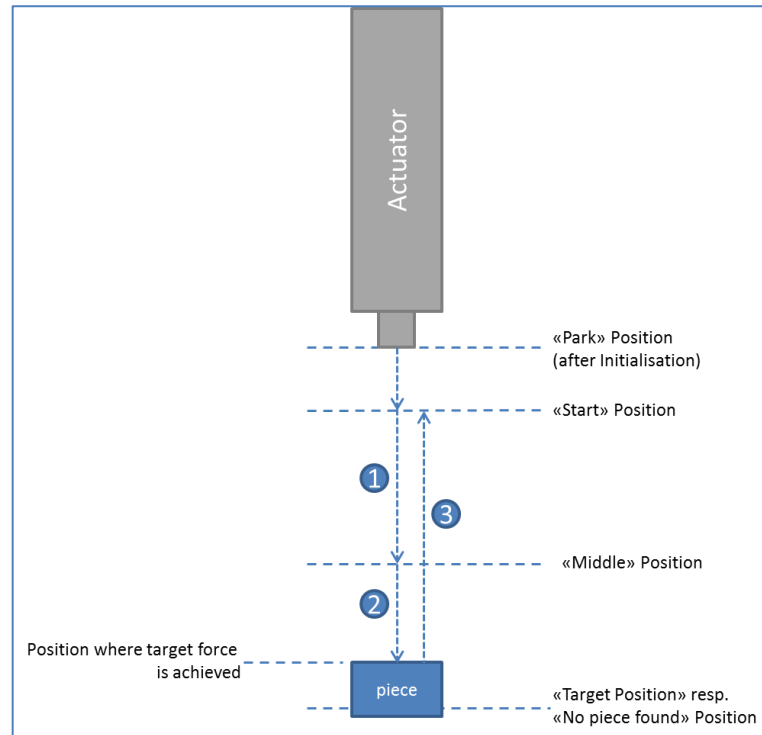 Actuator
«Park» Position
(after Initialisation)
«Start» Position
1
3
«Middle» Position
2
Position where target force
is achieved
piece
«Target Position» resp.
«No piece found» Position